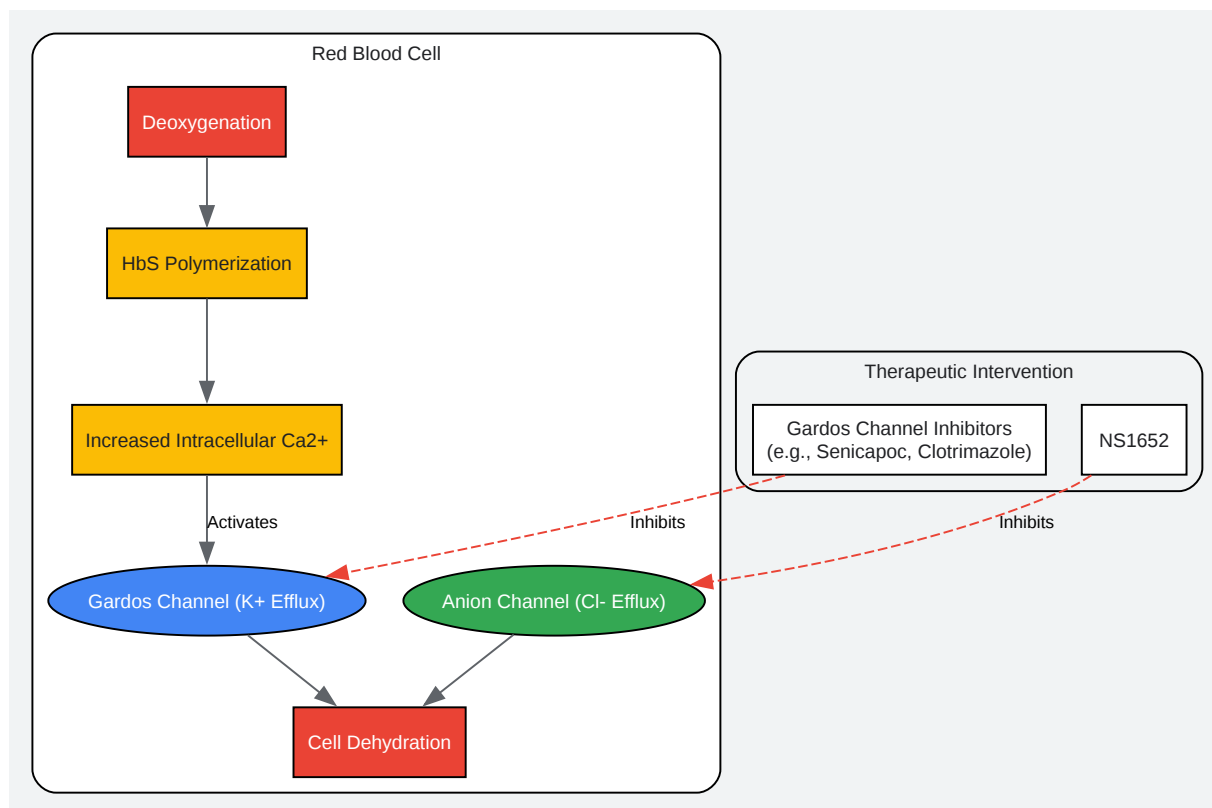 Red Blood Cell
Deoxygenation
HbS Polymerization
Therapeutic Intervention
Increased Intracellular Ca2+
Gardos Channel Inhibitors
(e.g., Senicapoc, Clotrimazole)
NS1652
Activates
Inhibits
Inhibits
Gardos Channel (K+ Efflux)
Anion Channel (Cl- Efflux)
Cell Dehydration